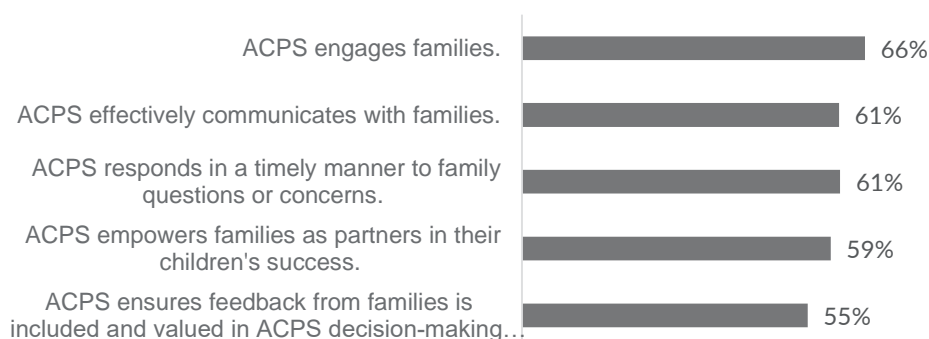 ACPS engages families.
66%
ACPS effectively communicates with families.
61%
ACPS responds in a timely manner to family
questions or concerns.
61%
ACPS empowers families as partners in their
children's success.
59%
ACPS ensures feedback from families is
included and valued in ACPS decision-making…
55%